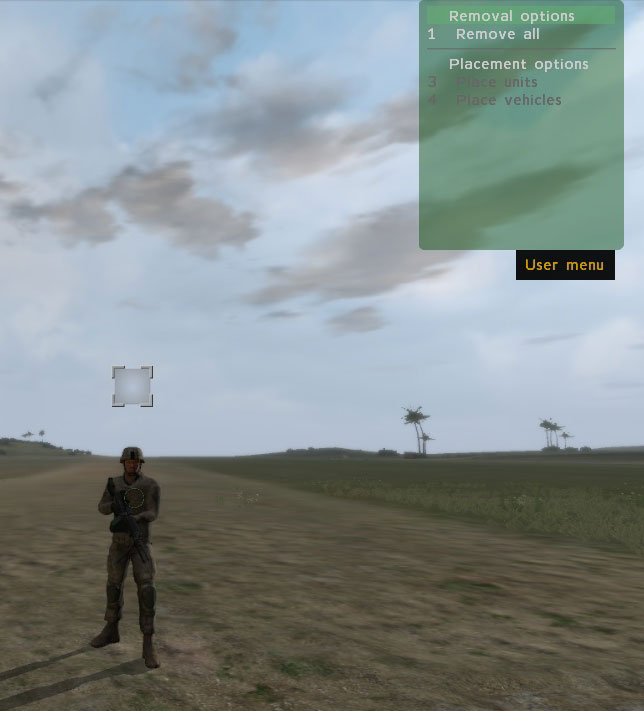 Removal options
1 Remove all
Placement options
3 Place units
4 Place vehicles
User menu